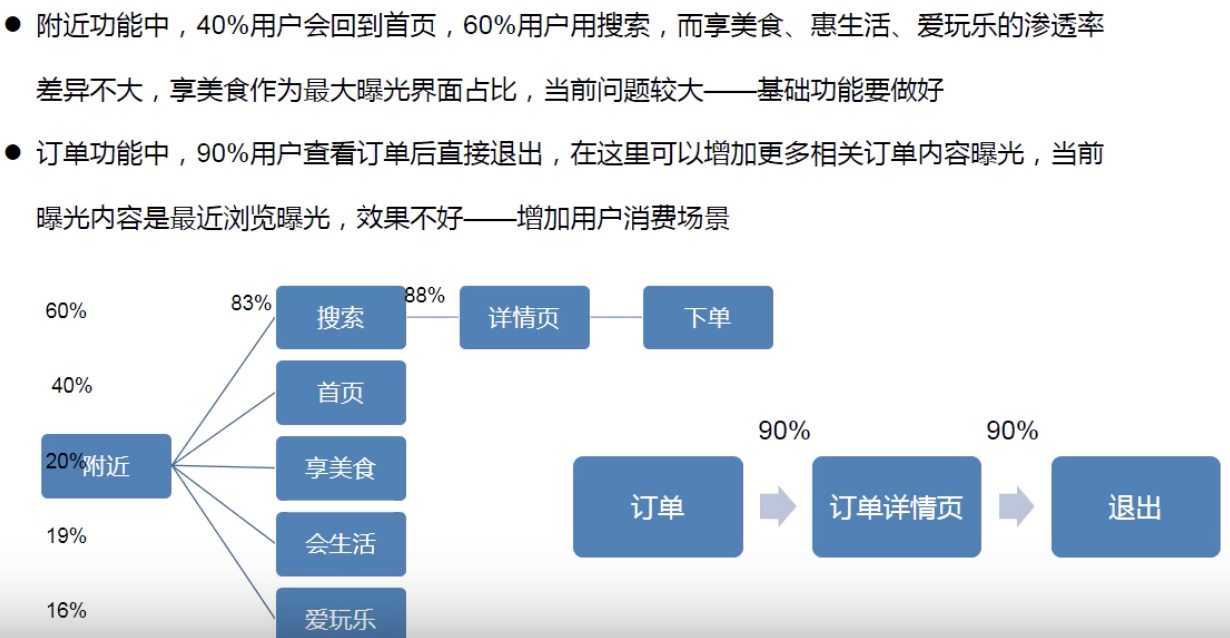 ● 附近功能中，40%用户会回到首页，60%用户用搜索，而享美食、惠生活、爱玩乐的渗透率
差异不大，享美食作为最大曝光界面占比，当前问题较大——基础功能要做好
● 订单功能中，90%用户查看订单后直接退出，在这里可以增加更多相关订单内容曝光，当前
曝光内容是最近浏览曝光，效果不好——增加用户消费场景
60%
83%
搜索
88%
详情页
下单
40%
首页
20%
附近
享美食
19%
会生活
16%
爱玩乐
90%
90%
订单
订单详情页
退出